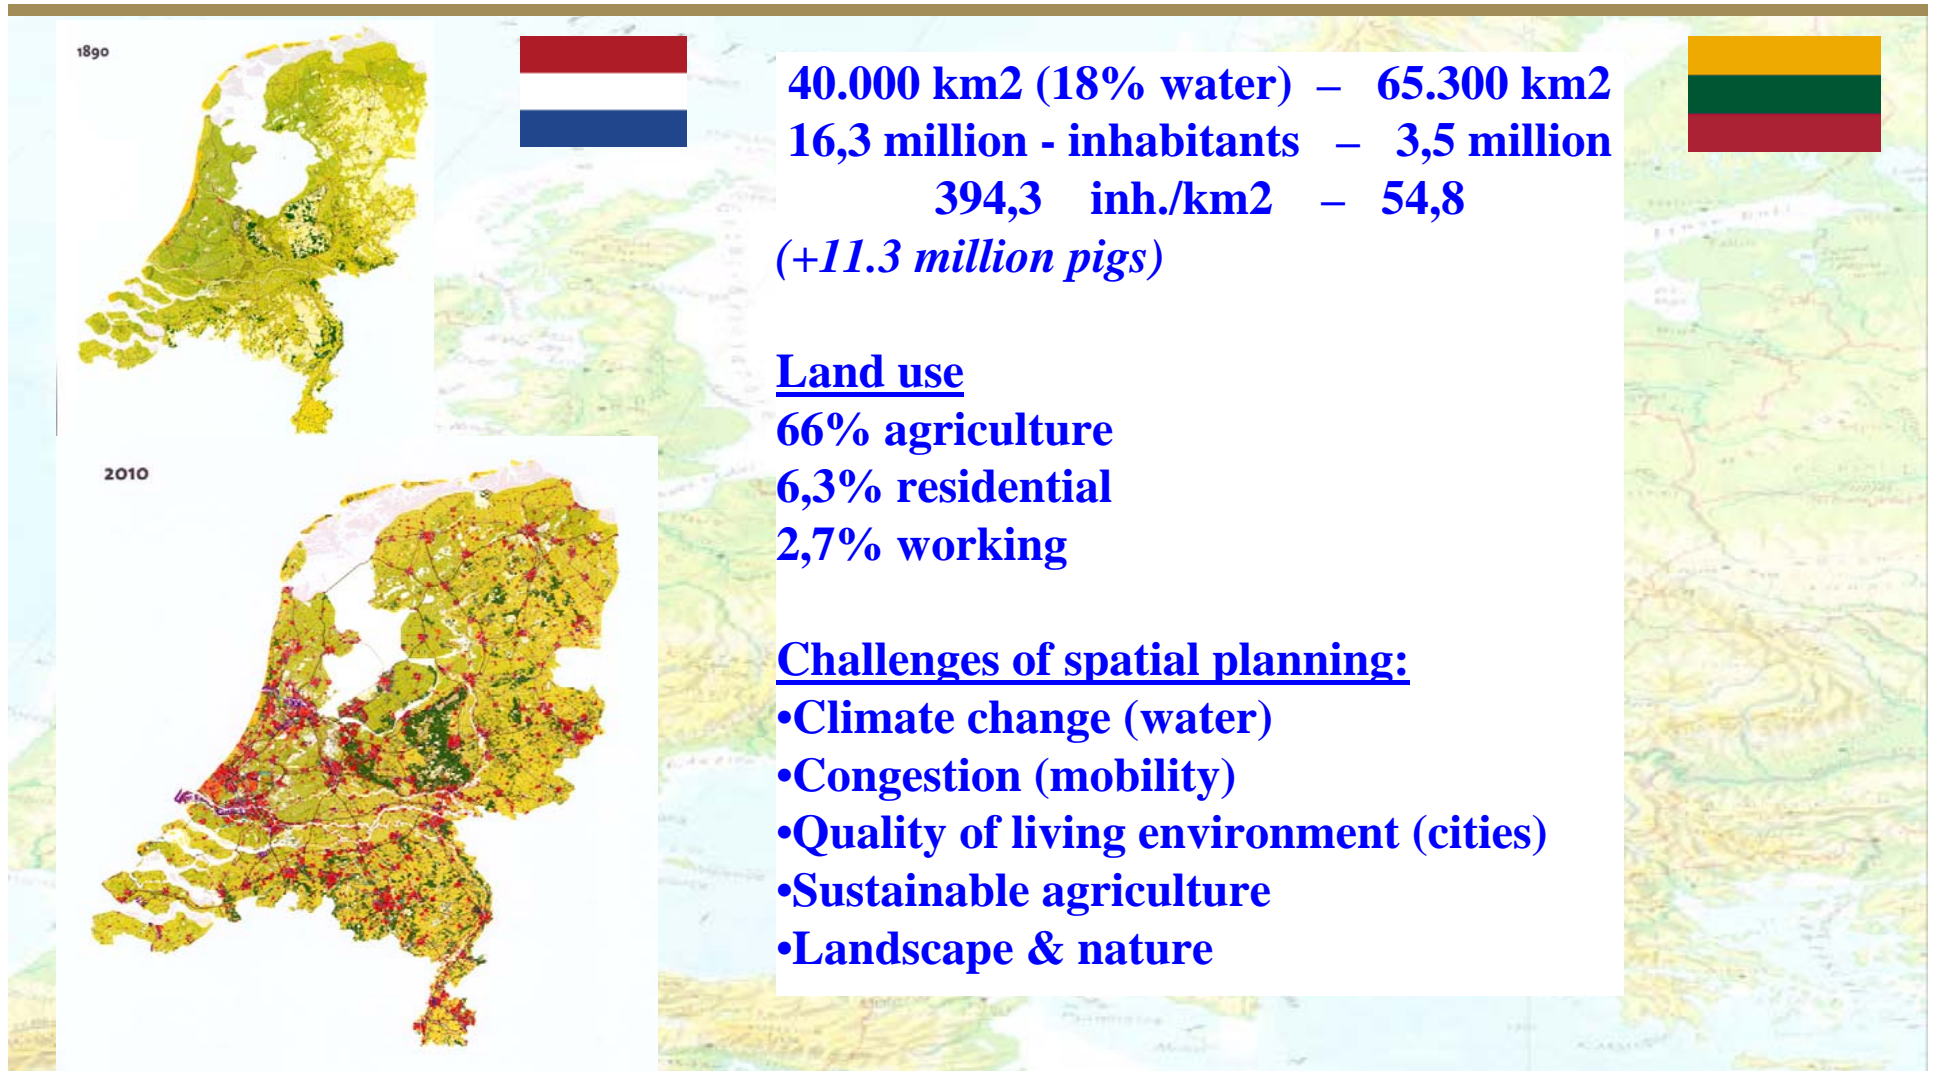 1890
40.000 km2 (18% water) – 65.300 km2
16,3 million - inhabitants – 3,5 million
394,3 inh./km2 – 54,8
(+11.3 million pigs)
Land use
66% agriculture
6,3% residential
2,7% working
2010
Challenges of spatial planning:
•Climate change (water)
•Congestion (mobility)
•Quality of living environment (cities)
•Sustainable agriculture
•Landscape & nature